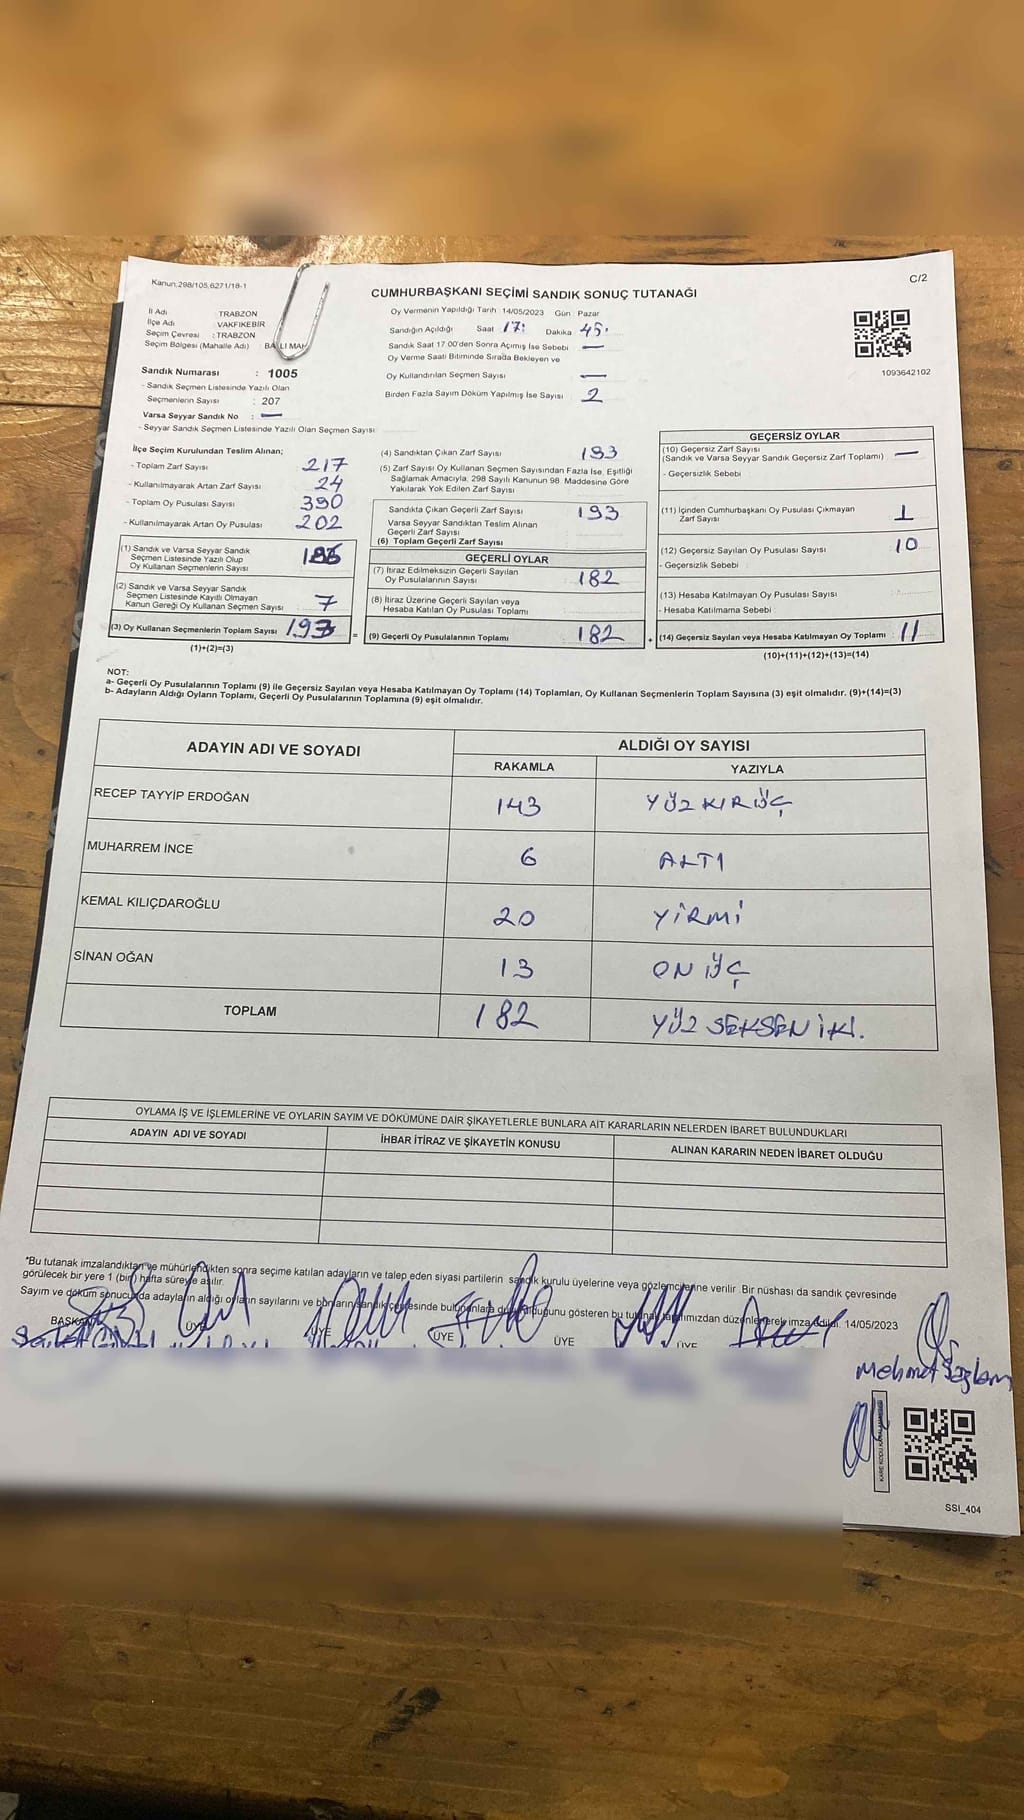 Kanun.298/105,6271/18-1
C/2
CUMHURBAŞKANI SEÇİMİ SANDIK SONUÇ TUTANAĞI
İl Adı : TRABZON
İlçe Adı : VAKFIKEBİR
Seçim Çevresi : TRABZON
Seçim Bölgesi (Mahalle Adı) :
Sandık Numarası : 1005
- Sandık Seçmen Listesinde Yazılı Olan
Seçmenlerin Sayısı : 207
Varsa Seyyar Sandık No : —
- Seyyar Sandık Seçmen Listesinde Yazılı Olan Seçmen Sayısı
Oy Vermenin Yapıldığı Tarih 14/05/2023 Gün Pazar
Sandığın Açıldığı Saat 17: Dakika 45.
Sandık Saat 17.00'den Sonra Açımış İse Sebebi —
Oy Verme Saati Bitiminde Sırada Bekleyen ve
Oy Kullandırılan Seçmen Sayısı —
Birden Fazla Sayım Döküm Yapılmış İse Sayısı 2
1093642102
İlçe Seçim Kurulundan Teslim Alınan;
- Toplam Zarf Sayısı 217
- Kullanılmayarak Artan Zarf Sayısı 24
- Toplam Oy Pusulası Sayısı 390
- Kullanılmayarak Artan Oy Pusulası 202
(1) Sandık ve Varsa Seyyar Sandık
Seçmen Listesinde Yazılı Olup
Oy Kullanan Seçmenlerin Sayısı
(2) Sandık ve Varsa Seyyar Sandık
Seçmen Listesinde Kayıtlı Olmayan
Kanun Gereği Oy Kullanan Seçmen Sayısı 7
(3) Oy Kullanan Seçmenlerin Toplam Sayısı 193
(1)+(2)=(3)
(4) Sandıktan Çıkan Zarf Sayısı 193
(5) Zarf Sayısı Oy Kullanan Seçmen Sayısından Fazla İse, Eşitliği
Sağlamak Amacıyla, 298 Sayılı Kanunun 98. Maddesine Göre
Yakılarak Yok Edilen Zarf Sayısı
Sandıkta Çıkan Geçerli Zarf Sayısı 193
Varsa Seyyar Sandıktan Teslim Alınan
Geçerli Zarf Sayısı
(6) Toplam Geçerli Zarf Sayısı
GEÇERLİ OYLAR
(7) İtiraz Edilmeksizin Geçerli Sayılan
Oy Pusulalarının Sayısı 182
(8) İtiraz Üzerine Geçerli Sayılan veya
Hesaba Katılan Oy Pusulası Toplamı
= (9) Geçerli Oy Pusulalarının Toplamı 182
GEÇERSİZ OYLAR
(10) Geçersiz Zarf Sayısı
(Sandık ve Varsa Seyyar Sandık Geçersiz Zarf Toplamı) —
- Geçersizlik Sebebi
(11) İçinden Cumhurbaşkanı Oy Pusulası Çıkmayan
Zarf Sayısı 1
(12) Geçersiz Sayılan Oy Pusulası Sayısı 10
- Geçersizlik Sebebi :
(13) Hesaba Katılmayan Oy Pusulası Sayısı
- Hesaba Katılmama Sebebi
+ (14) Geçersiz Sayılan veya Hesaba Katılmayan Oy Toplamı 11
(10)+(11)+(12)+(13)=(14)
NOT:
a- Geçerli Oy Pusulalarının Toplamı (9) ile Geçersiz Sayılan veya Hesaba Katılmayan Oy Toplamı (14) Toplamları, Oy Kullanan Seçmenlerin Toplam Sayısına (3) eşit olmalıdır. (9)+(14)=(3)
b- Adayların Aldığı Oyların Toplamı, Geçerli Oy Pusulalarının Toplamına (9) eşit olmalıdır.
ADAYIN ADI VE SOYADI ALDIĞI OY SAYISI
RAKAMLA YAZIYLA
RECEP TAYYİP ERDOĞAN 143 YÜZ KIR ÜÇ
MUHARREM İNCE 6 ALTI
KEMAL KILIÇDAROĞLU 20 YİRMİ
SİNAN OĞAN 13 ON ÜÇ
TOPLAM 182 YÜZ SEKSEN İKİ.
OYLAMA İŞ VE İŞLEMLERİNE VE OYLARIN SAYIM VE DÖKÜMÜNE DAİR ŞİKAYETLERLE BUNLARA AİT KARARLARIN NELERDEN İBARET BULUNDUKLARI
ADAYIN ADI VE SOYADI İHBAR İTİRAZ VE ŞİKAYETİN KONUSU ALINAN KARARIN NEDEN İBARET OLDUĞU
*Bu tutanak imzalandıktan ve mühürlendikten sonra seçime katılan adayların ve talep eden siyasi partilerin sandık kurulu üyelerine veya gözlemcilerine verilir. Bir nüshası da sandık çevresinde
görülecek bir yere 1 (bir) hafta süreyle asılır.
Sayım ve döküm sonucunda adayların aldığı oyların sayılarını ve bunların sandık çevresinde bulunanlara duyurulduğunu gösteren bu tutanak tarafımızdan düzenlenerek imza edildi. 14/05/2023
BAŞKAN ÜYE ÜYE ÜYE ÜYE ÜYE
Mehmet Sağlam
SSI_404